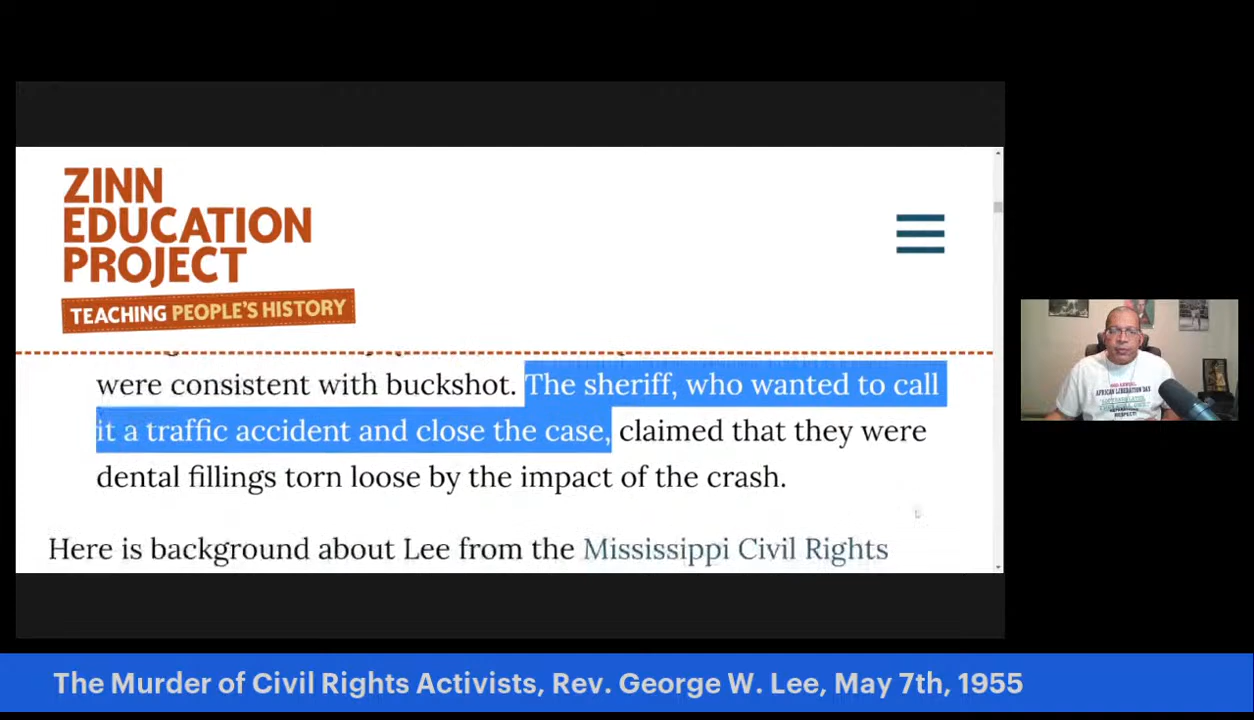 ZINN
EDUCATION
PROJECT
TEACHING PEOPLE'S HISTORY
were consistent with buckshot. The sheriff, who wanted to call
it a traffic accident and close the case, claimed that they were
dental fillings torn loose by the impact of the crash.
Here is background about Lee from the Mississippi Civil Rights
AFRICAN LIBERATION DAY
The Murder of Civil Rights Activists, Rev. George W. Lee, May 7th, 1955